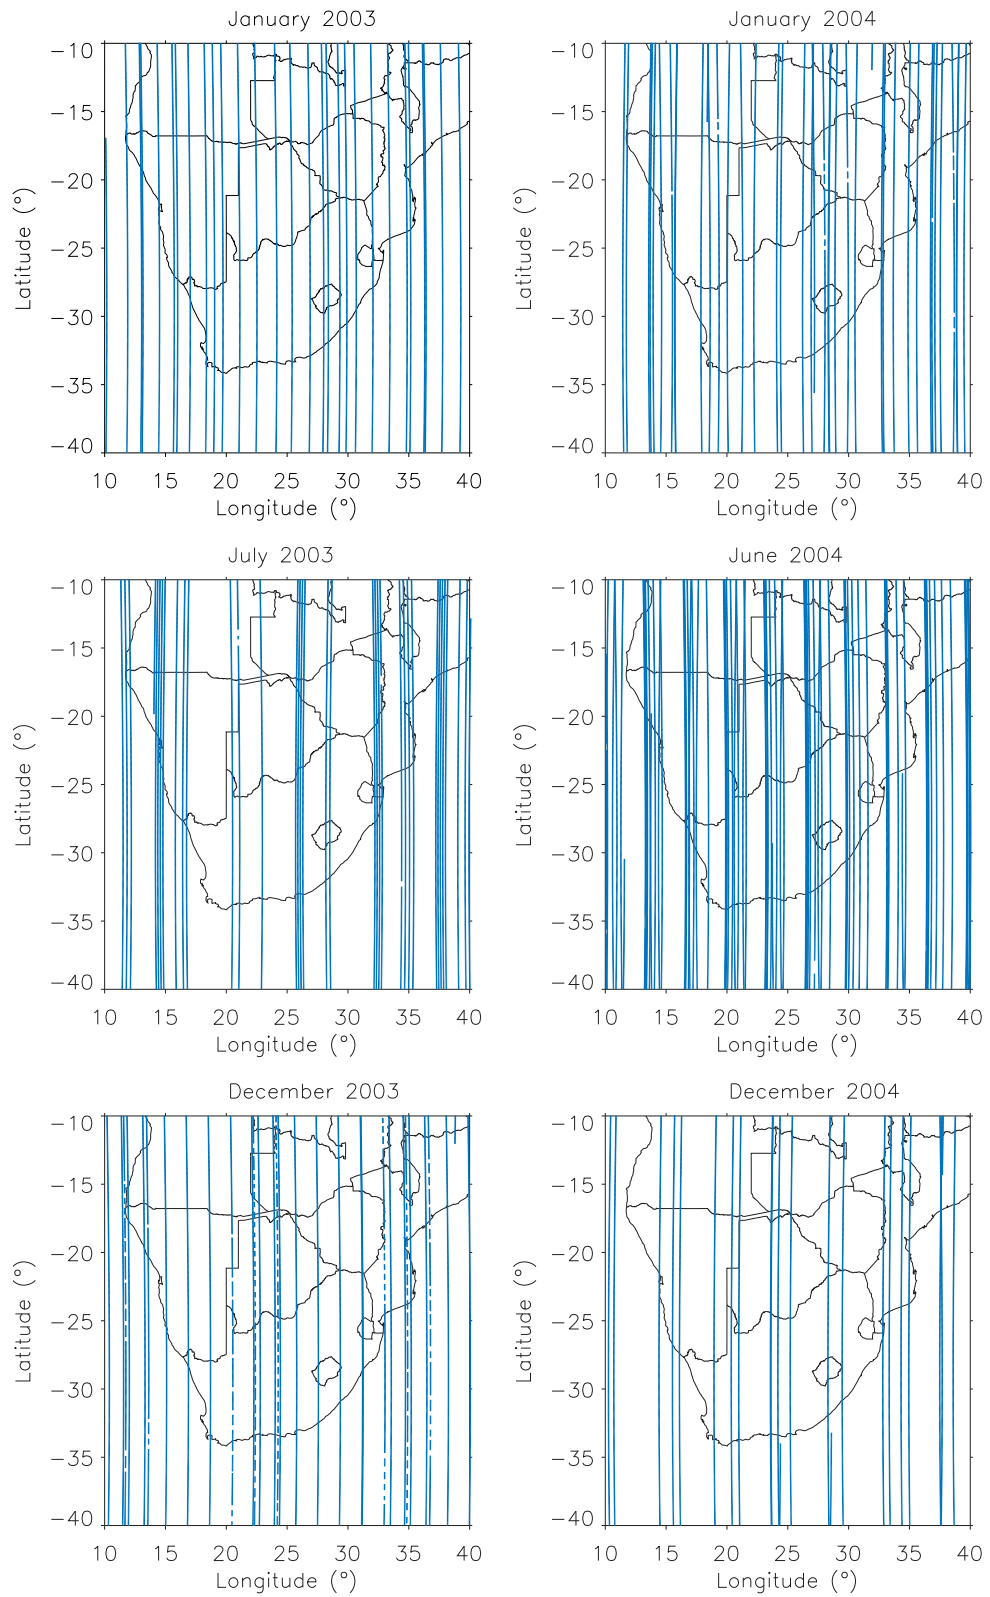 January 2003
−10
−15
−20
−25
−30
−35
−40
Latitude (°)
10 15 20 25 30 35 40
Longitude (°)
January 2004
−10
−15
−20
−25
−30
−35
−40
Latitude (°)
10 15 20 25 30 35 40
Longitude (°)
July 2003
−10
−15
−20
−25
−30
−35
−40
Latitude (°)
10 15 20 25 30 35 40
Longitude (°)
June 2004
−10
−15
−20
−25
−30
−35
−40
Latitude (°)
10 15 20 25 30 35 40
Longitude (°)
December 2003
−10
−15
−20
−25
−30
−35
−40
Latitude (°)
10 15 20 25 30 35 40
Longitude (°)
December 2004
−10
−15
−20
−25
−30
−35
−40
Latitude (°)
10 15 20 25 30 35 40
Longitude (°)